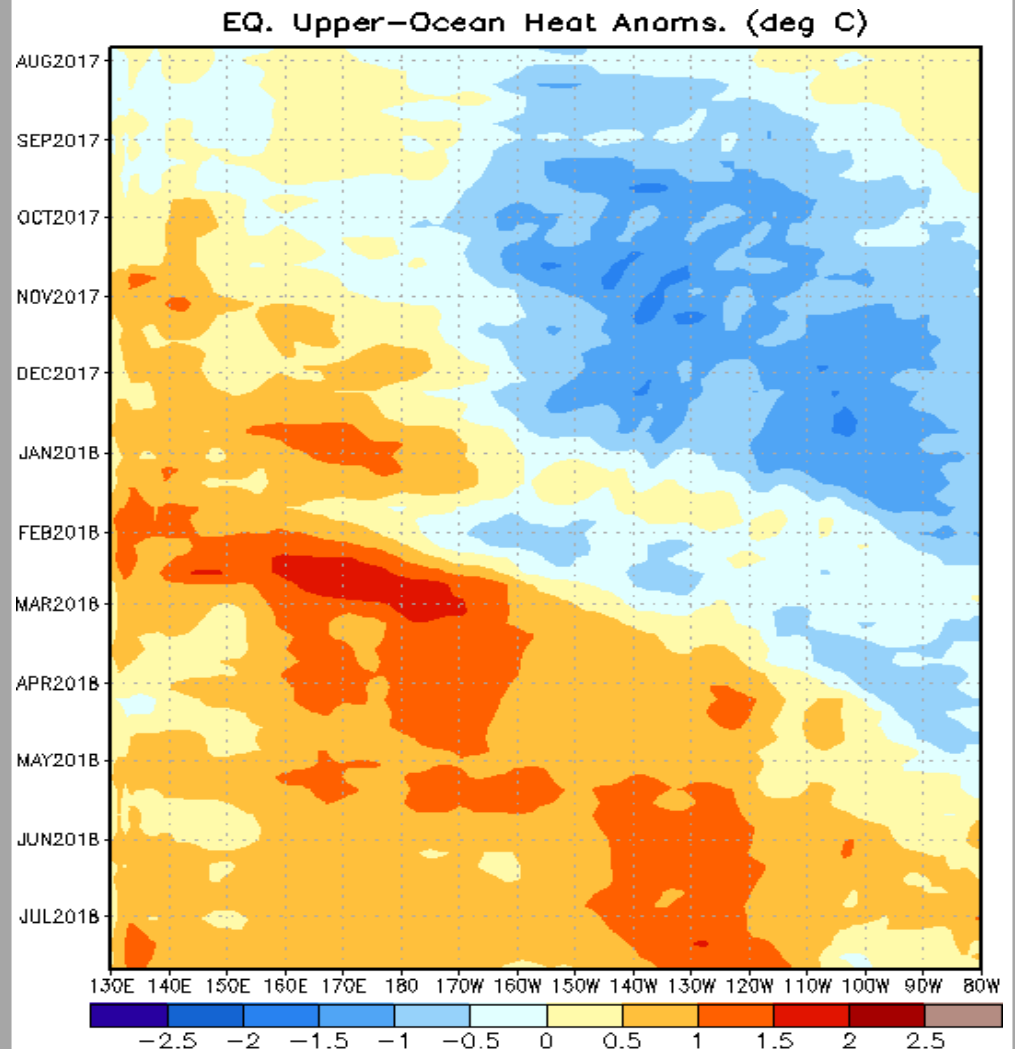 EQ. Upper-Ocean Heat Anoms. (deg C)
AUG2017
SEP2017
OCT2017
NOV2017
DEC2017
JAN2018
FEB2018
MAR2018
APR2018
MAY2018
JUN2018
JUL2018
130E 140E 150E 160E 170E 180 170W 160W 150W 140W 130W 120W 110W 100W 90W 80W
-2.5 -2 -1.5 -1 -0.5 0 0.5 1 1.5 2 2.5